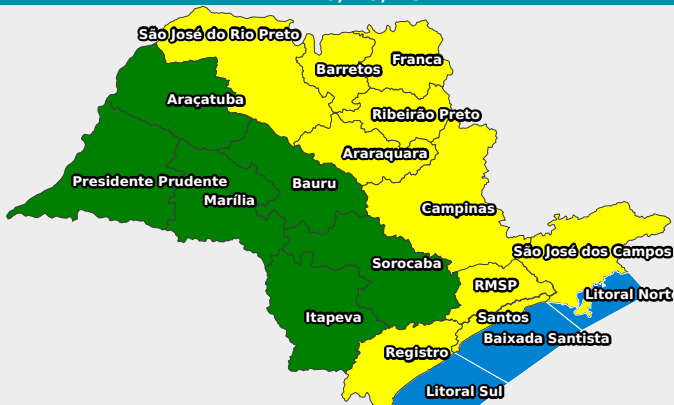 São José do Rio Preto
Franca
Barretos
Araçatuba
Ribeirão Preto
Araraquara
Presidente Prudente
Bauru
Marília
Campinas
São José dos Campos
Sorocaba
RMSP
Litoral Nort
Itapeva
Santos
Baixada Santista
Registro
Litoral Sul